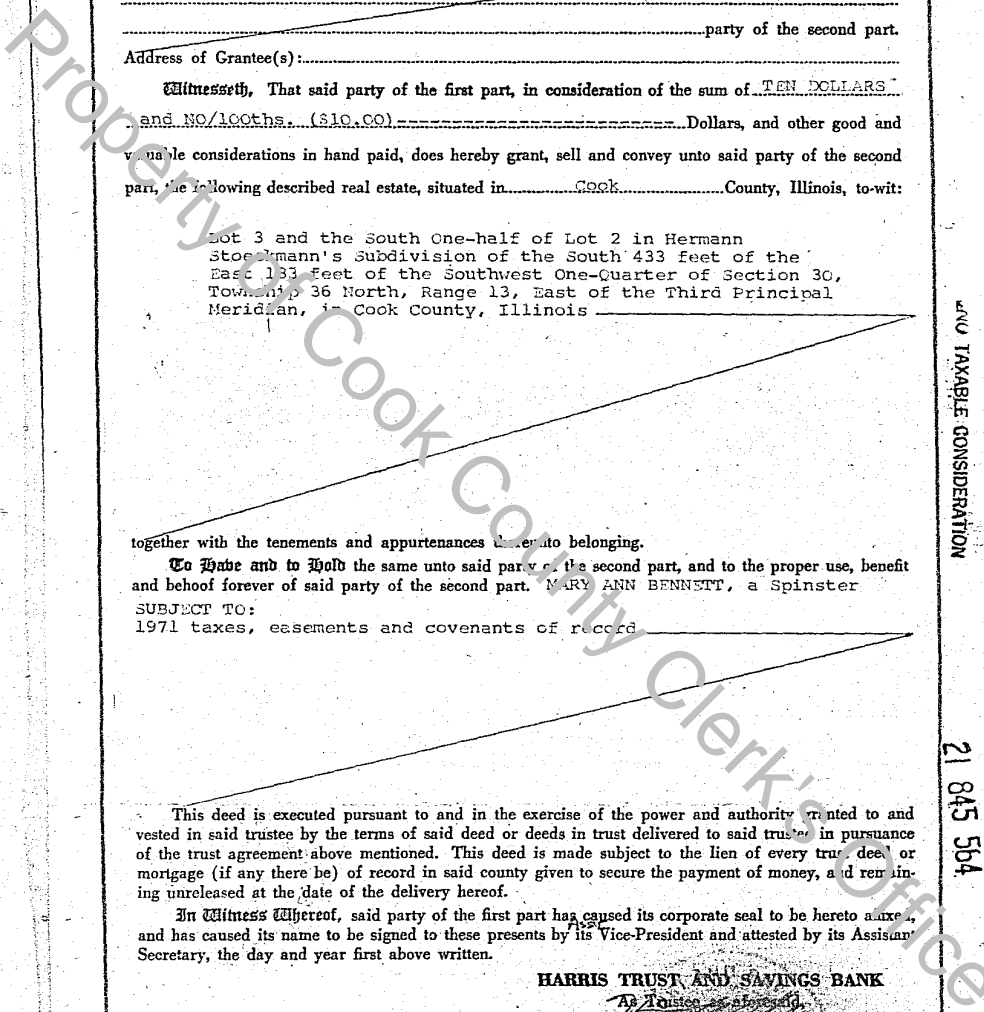 party of the second part.
Address of Grantee(s):
Witnesseth, That said party of the first part, in consideration of the sum of TEN DOLLARS
and NO/100ths. ($10.00)--------------------------Dollars, and other good and
valuable considerations in hand paid, does hereby grant, sell and convey unto said party of the second
part, the following described real estate, situated in Cook County, Illinois, to-wit:
Lot 3 and the South One-half of Lot 2 in Hermann
Stoeckmann's Subdivision of the South 433 feet of the
East 183 feet of the Southwest One-Quarter of Section 30,
Township 36 North, Range 13, East of the Third Principal
Meridian, in Cook County, Illinois
together with the tenements and appurtenances thereunto belonging.
To Have and to Hold the same unto said party of the second part, and to the proper use, benefit
and behoof forever of said party of the second part. MARY ANN BENNETT, a Spinster
SUBJECT TO:
1971 taxes, easements and covenants of record
This deed is executed pursuant to and in the exercise of the power and authority granted to and
vested in said trustee by the terms of said deed or deeds in trust delivered to said trustee in pursuance
of the trust agreement above mentioned. This deed is made subject to the lien of every trust deed or
mortgage (if any there be) of record in said county given to secure the payment of money, and remain-
ing unreleased at the date of the delivery hereof.
In Witness Whereof, said party of the first part has caused its corporate seal to be hereto affixed,
Asst
and has caused its name to be signed to these presents by its Vice-President and attested by its Assistant
Secretary, the day and year first above written.
HARRIS TRUST AND SAVINGS BANK
As Trustee as aforesaid,
NO TAXABLE CONSIDERATION
21 845 564
Property of Cook County Clerk's Office